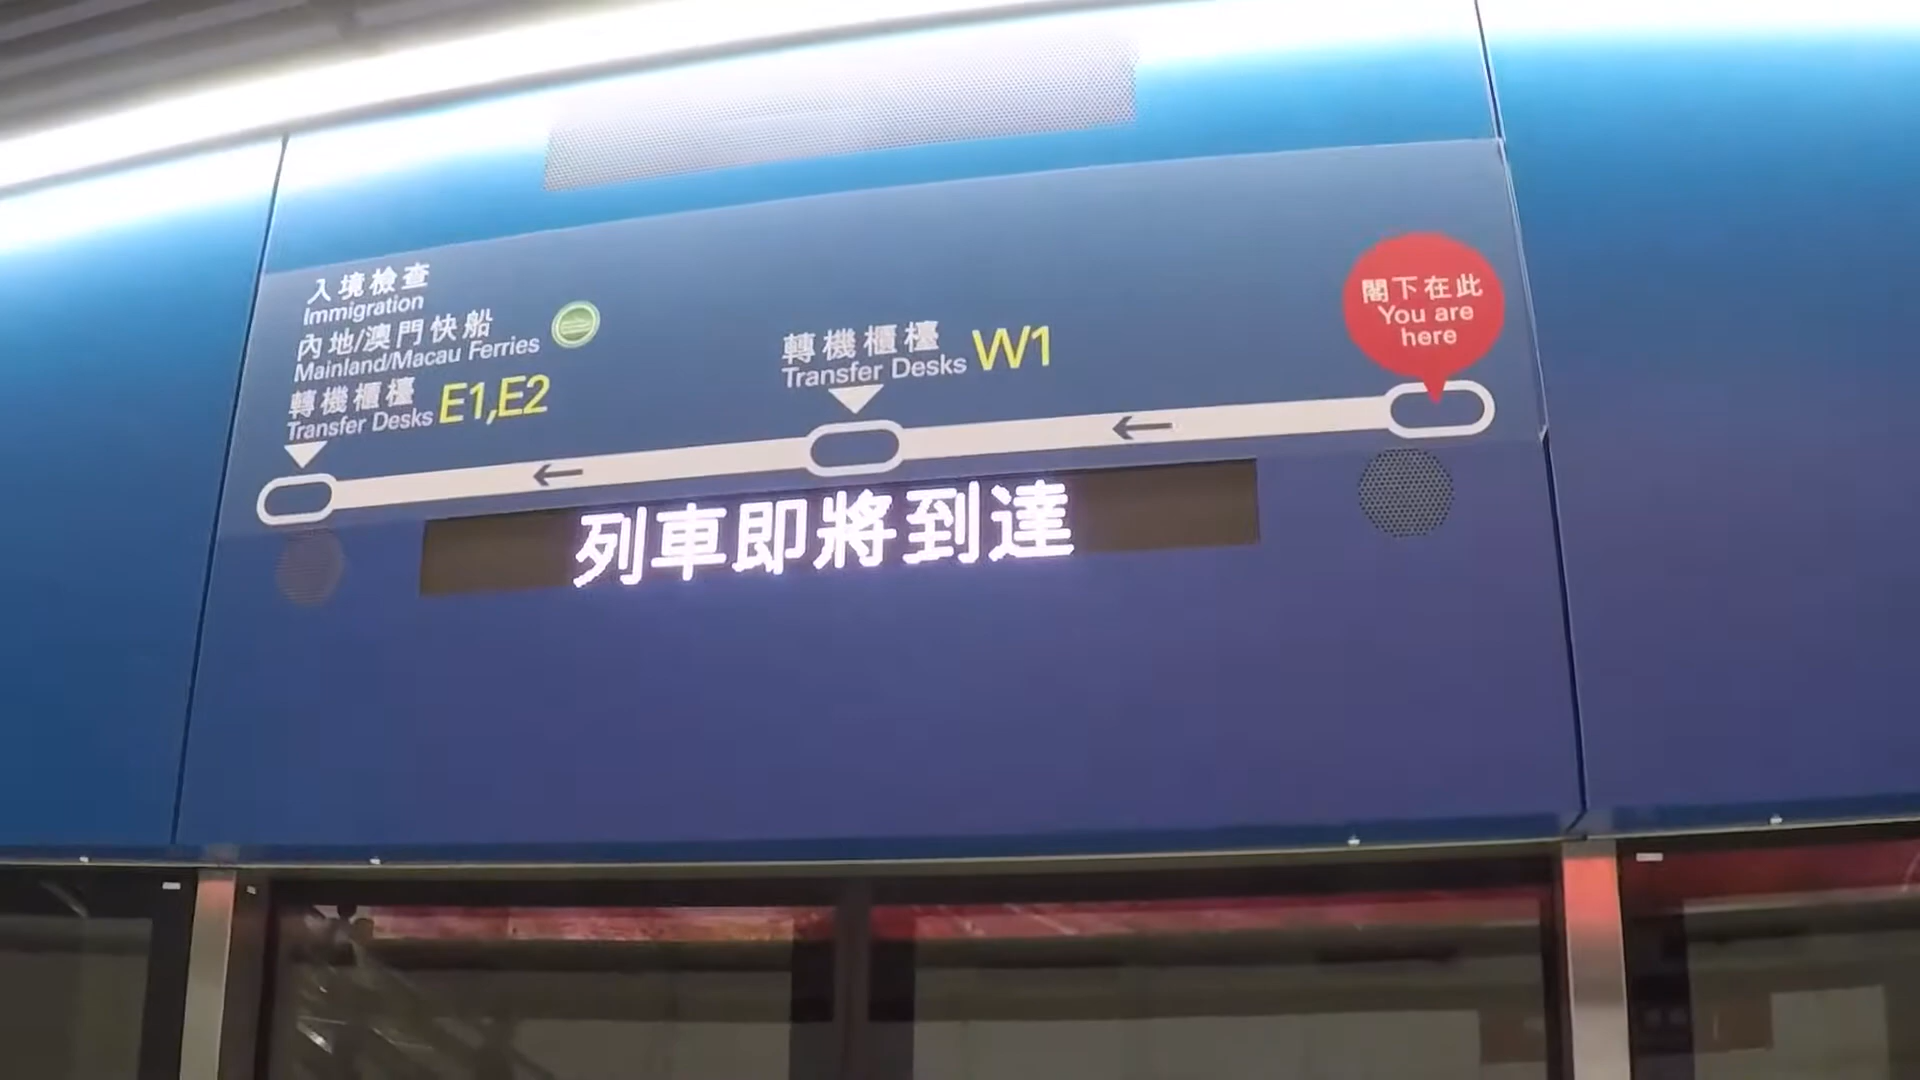 入境檢查
Immigration
內地/澳門快船
Mainland/Macau Ferries
轉機櫃檯
Transfer Desks E1,E2
轉機櫃檯
Transfer Desks W1
閣下在此
You are
here
列車即將到達